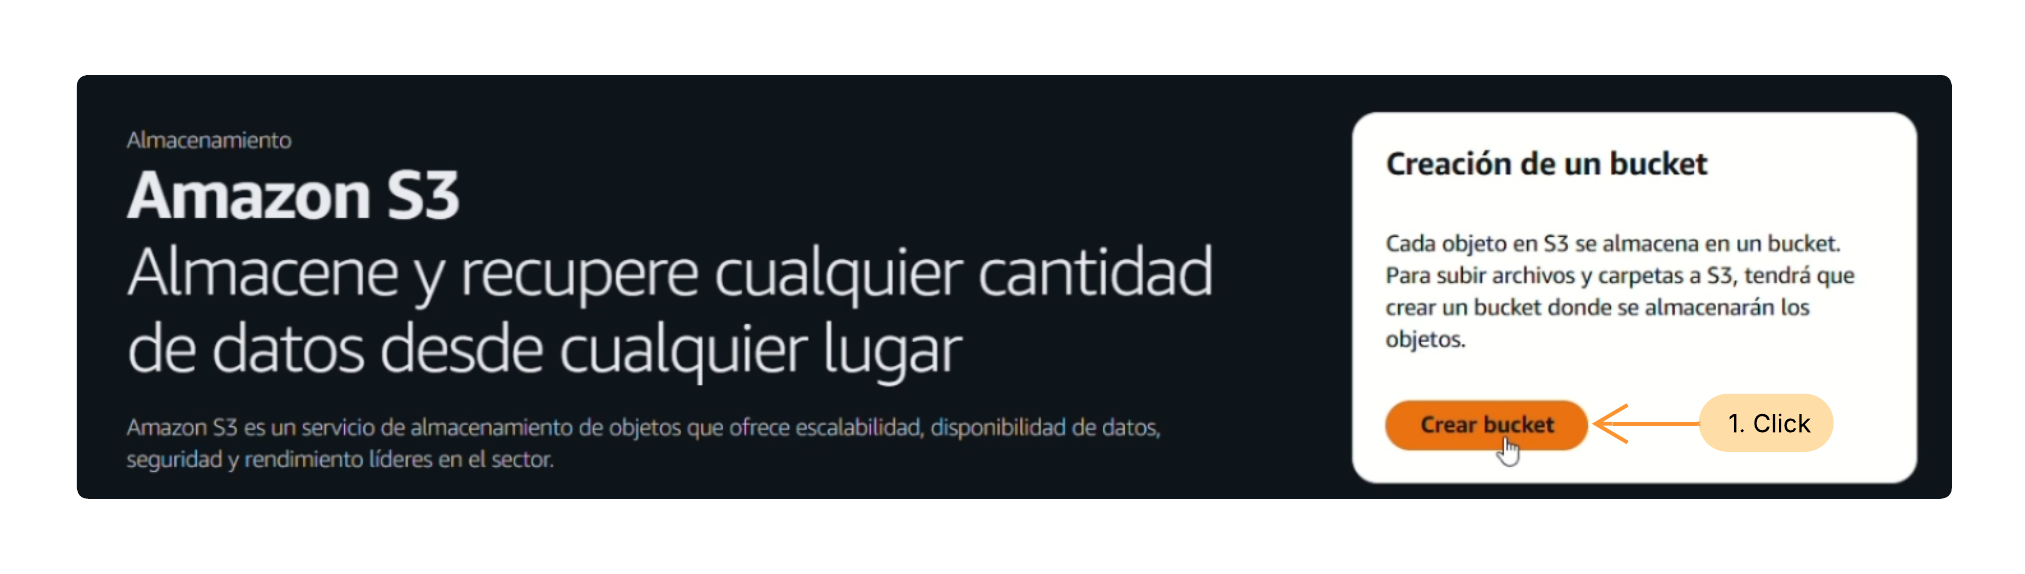 Almacenamiento
Amazon S3
Almacene y recupere cualquier cantidad
de datos desde cualquier lugar
Amazon S3 es un servicio de almacenamiento de objetos que ofrece escalabilidad, disponibilidad de datos,
seguridad y rendimiento líderes en el sector.
Creación de un bucket
Cada objeto en S3 se almacena en un bucket.
Para subir archivos y carpetas a S3, tendrá que
crear un bucket donde se almacenarán los
objetos.
Crear bucket
1. Click